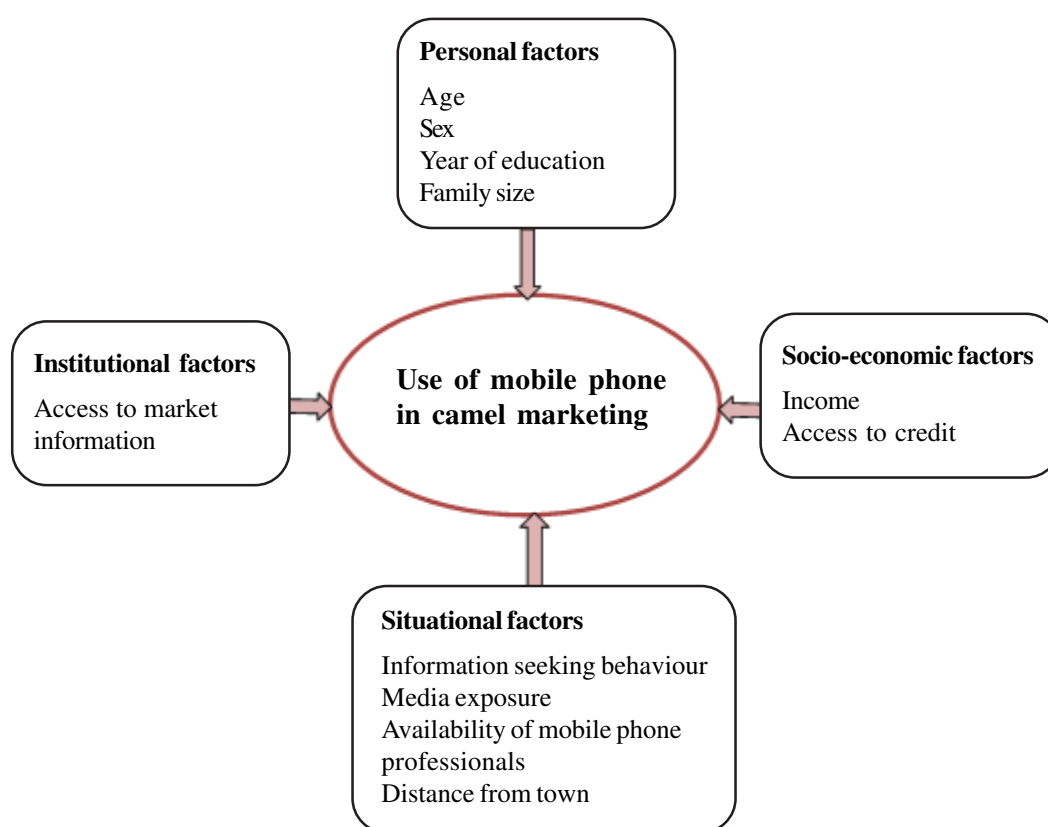 Personal factors
Age
Sex
Year of education
Family size
Institutional factors
Access to market
information
Use of mobile phone
in camel marketing
Socio-economic factors
Income
Access to credit
Situational factors
Information seeking behaviour
Media exposure
Availability of mobile phone
professionals
Distance from town